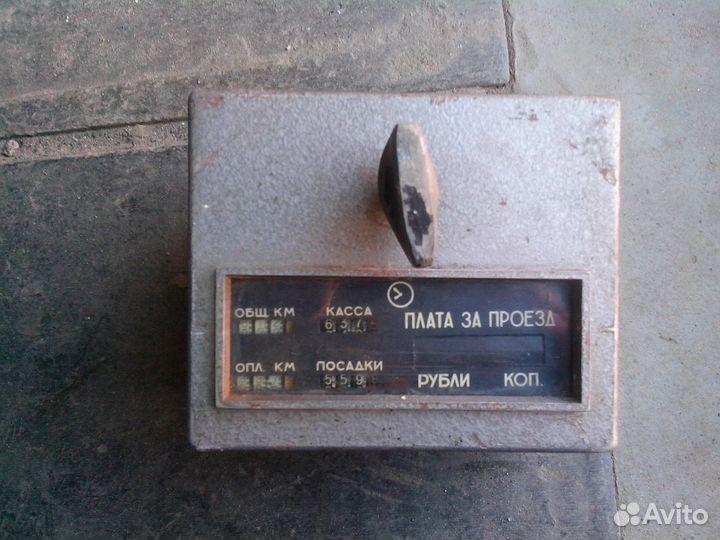 ОБЩ. КМ КАССА
ПЛАТА ЗА ПРОЕЗД
ОПЛ. КМ ПОСАДКИ
РУБЛИ КОП.
Avito